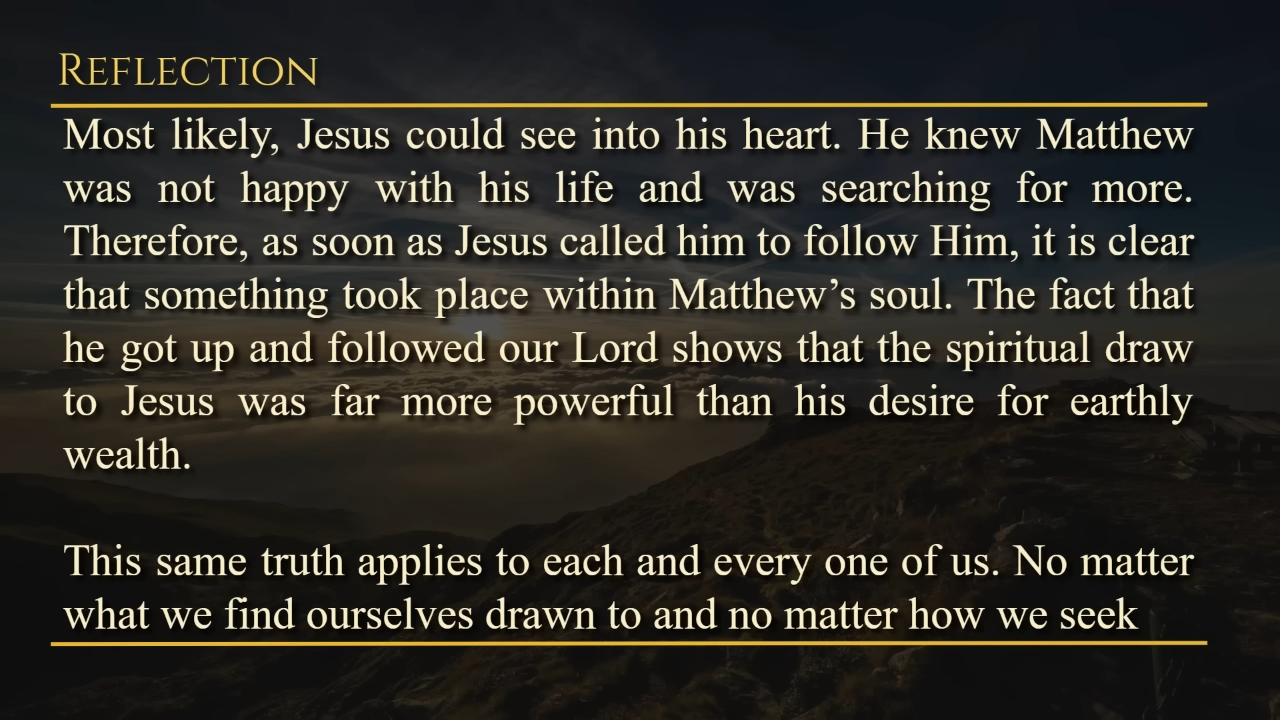 Reflection
Most likely, Jesus could see into his heart. He knew Matthew
was not happy with his life and was searching for more.
Therefore, as soon as Jesus called him to follow Him, it is clear
that something took place within Matthew’s soul. The fact that
he got up and followed our Lord shows that the spiritual draw
to Jesus was far more powerful than his desire for earthly
wealth.
This same truth applies to each and every one of us. No matter
what we find ourselves drawn to and no matter how we seek